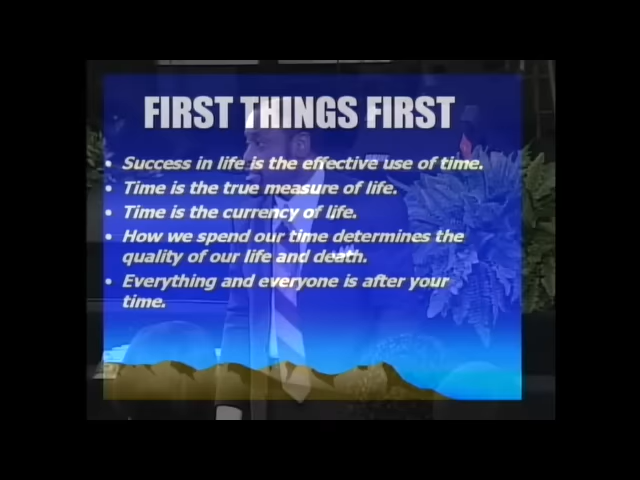 FIRST THINGS FIRST
• Success in life is the effective use of time.
• Time is the true measure of life.
• Time is the currency of life.
• How we spend our time determines the
quality of our life and death.
• Everything and everyone is after your
time.